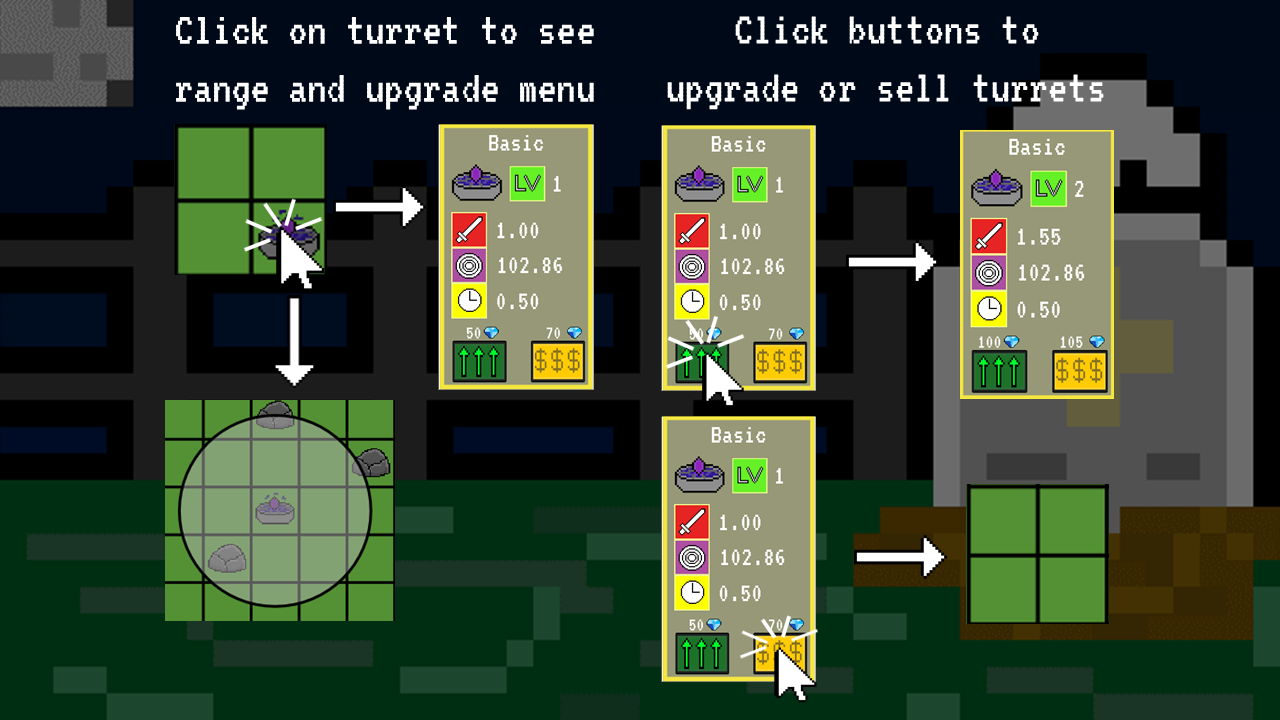 Click on turret to see
range and upgrade menu
Basic
LV 1
1.00
102.86
0.50
50 70
$$$
Click buttons to
upgrade or sell turrets
Basic
LV 1
1.00
102.86
0.50
50 70
$$$
Basic
LV 2
1.55
102.86
0.50
100 105
$$$
Basic
LV 1
1.00
102.86
0.50
50 70
$$$